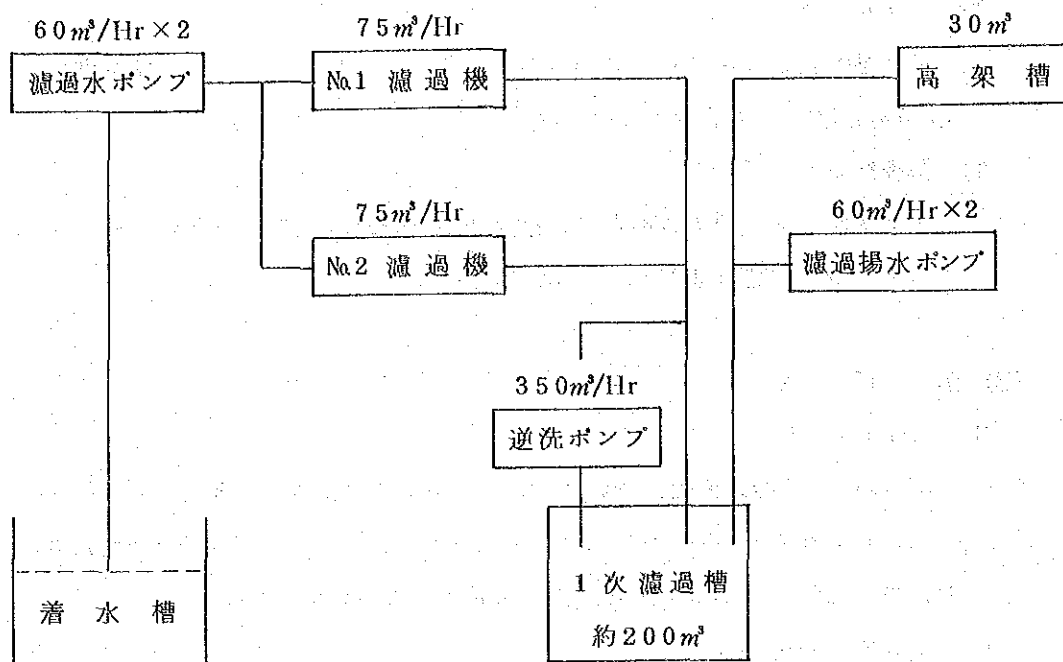 60m³/Hr×2
濾過水ポンプ
75m³/Hr
No.1 濾過機
30m³
高架槽
75m³/Hr
No.2 濾過機
60m³/Hr×2
濾過揚水ポンプ
350m³/Hr
逆洗ポンプ
着水槽
1次濾過槽
約200m³